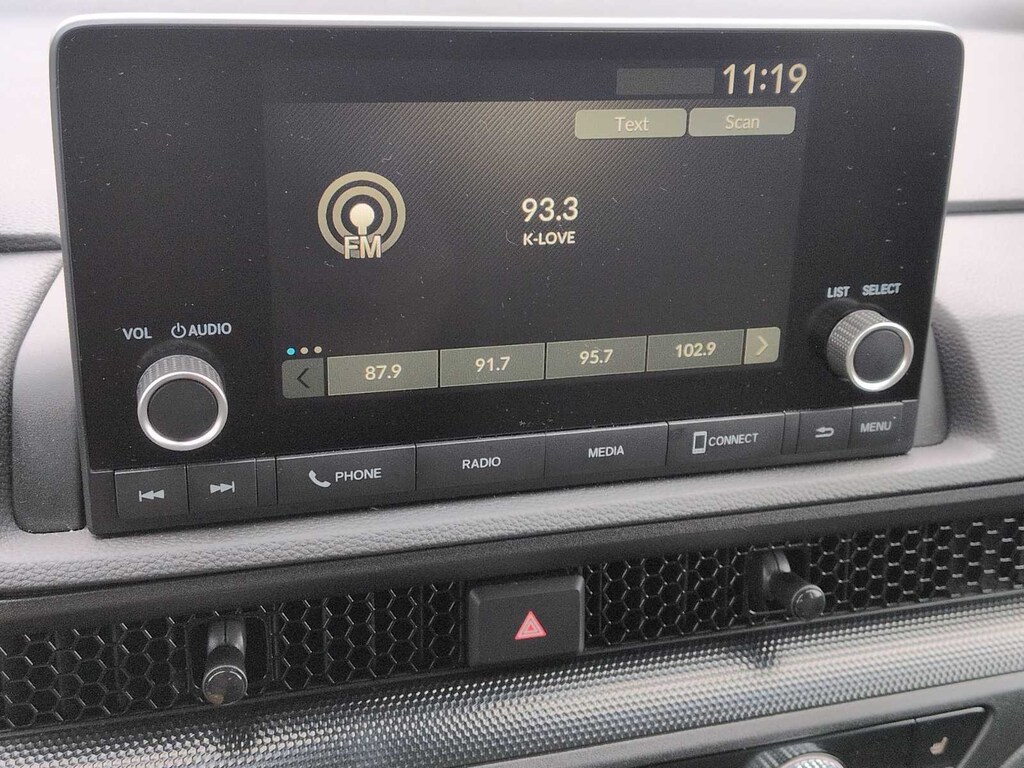 11:19
Text Scan
93.3
FM
K-LOVE
LIST SELECT
VOL AUDIO
87.9 91.7 95.7 102.9
PHONE RADIO MEDIA CONNECT MENU